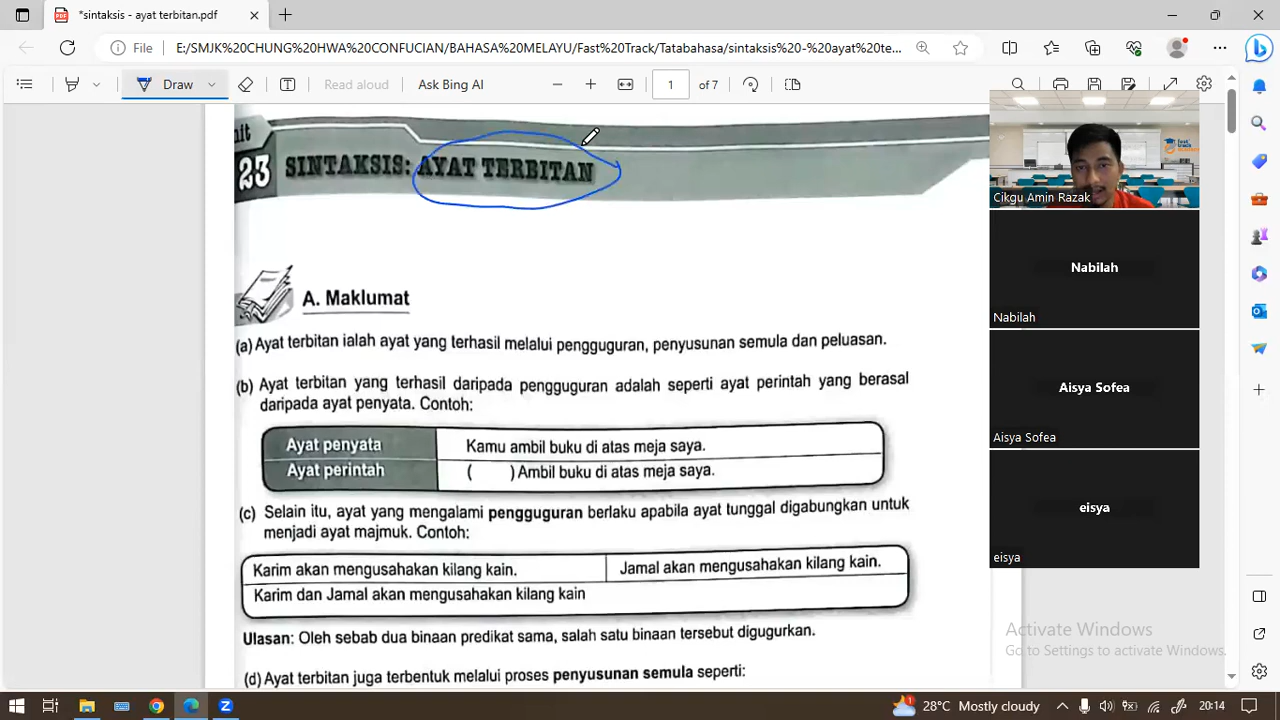 *sintaksis - ayat terbitan.pdf
File
E:/SMJK%20CHUNG%20HWA%20CONFUCIAN/BAHASA%20MELAYU/Fast%20Track/Tatabahasa/sintaksis%20-%20ayat%20te...
Draw
Read aloud
Ask Bing AI
1
of 7
23 SINTAKSIS: AYAT TERBITAN
A. Maklumat
(a) Ayat terbitan ialah ayat yang terhasil melalui pengguguran, penyusunan semula dan peluasan.
(b) Ayat terbitan yang terhasil daripada pengguguran adalah seperti ayat perintah yang berasal
daripada ayat penyata. Contoh:
Ayat penyata Kamu ambil buku di atas meja saya.
Ayat perintah ( ) Ambil buku di atas meja saya.
(c) Selain itu, ayat yang mengalami pengguguran berlaku apabila ayat tunggal digabungkan untuk
menjadi ayat majmuk. Contoh:
Karim akan mengusahakan kilang kain. Jamal akan mengusahakan kilang kain.
Karim dan Jamal akan mengusahakan kilang kain
Ulasan: Oleh sebab dua binaan predikat sama, salah satu binaan tersebut digugurkan.
(d) Ayat terbitan juga terbentuk melalui proses penyusunan semula seperti:
Cikgu Amin Razak
Nabilah
Nabilah
Aisya Sofea
Aisya Sofea
eisya
eisya
Activate Windows
Go to Settings to activate Windows.
28°C Mostly cloudy
20:14